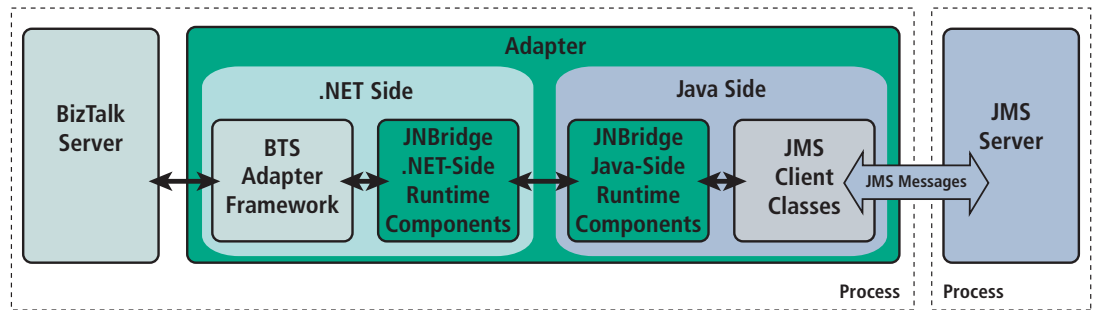 Adapter
.NET Side
Java Side
BizTalk
Server
BTS
Adapter
Framework
JNBridge
.NET-Side
Runtime
Components
JNBridge
Java-Side
Runtime
Components
JMS
Client
Classes
JMS Messages
JMS
Server
Process
Process